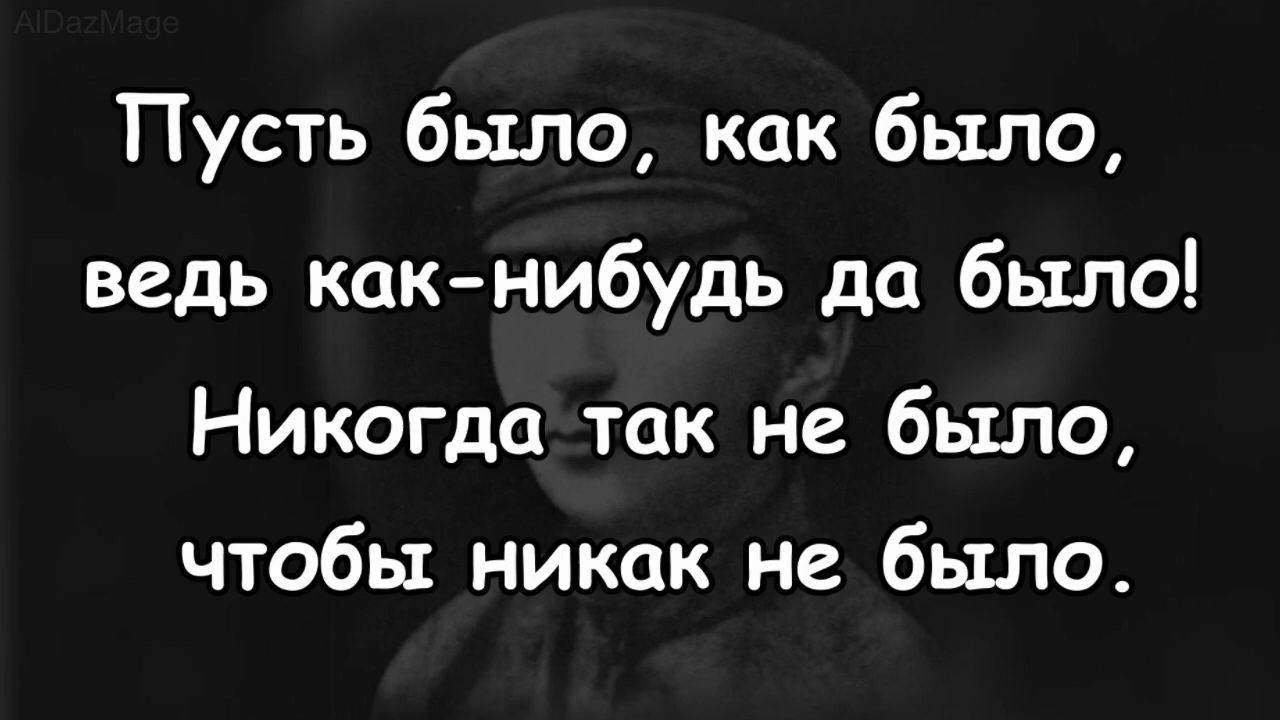 AlDazMage
Пусть было, как было,
ведь как-нибудь да было!
Никогда так не было,
чтобы никак не было.